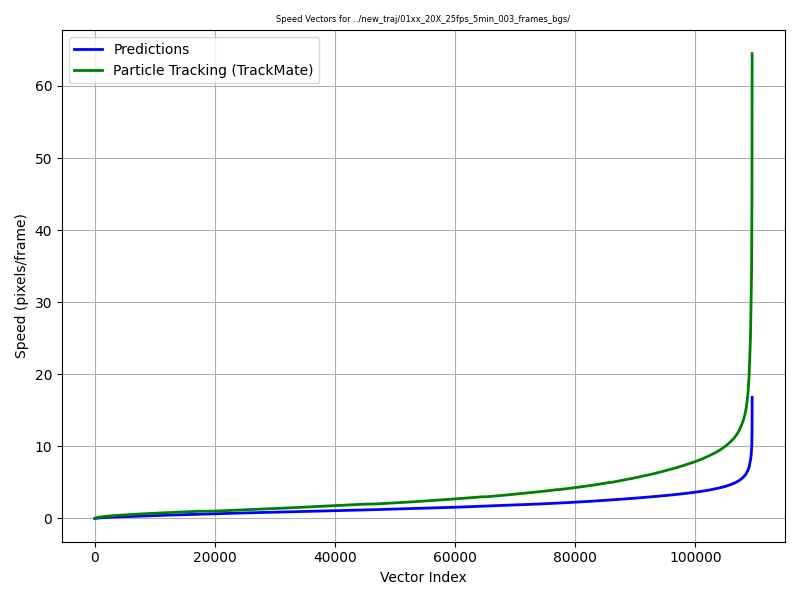 Speed Vectors for ../new_traj/01xx_20X_25fps_5min_003_frames_bgs/
Predictions
Particle Tracking (TrackMate)
60
50
40
30
20
10
0
Speed (pixels/frame)
0 20000 40000 60000 80000 100000
Vector Index